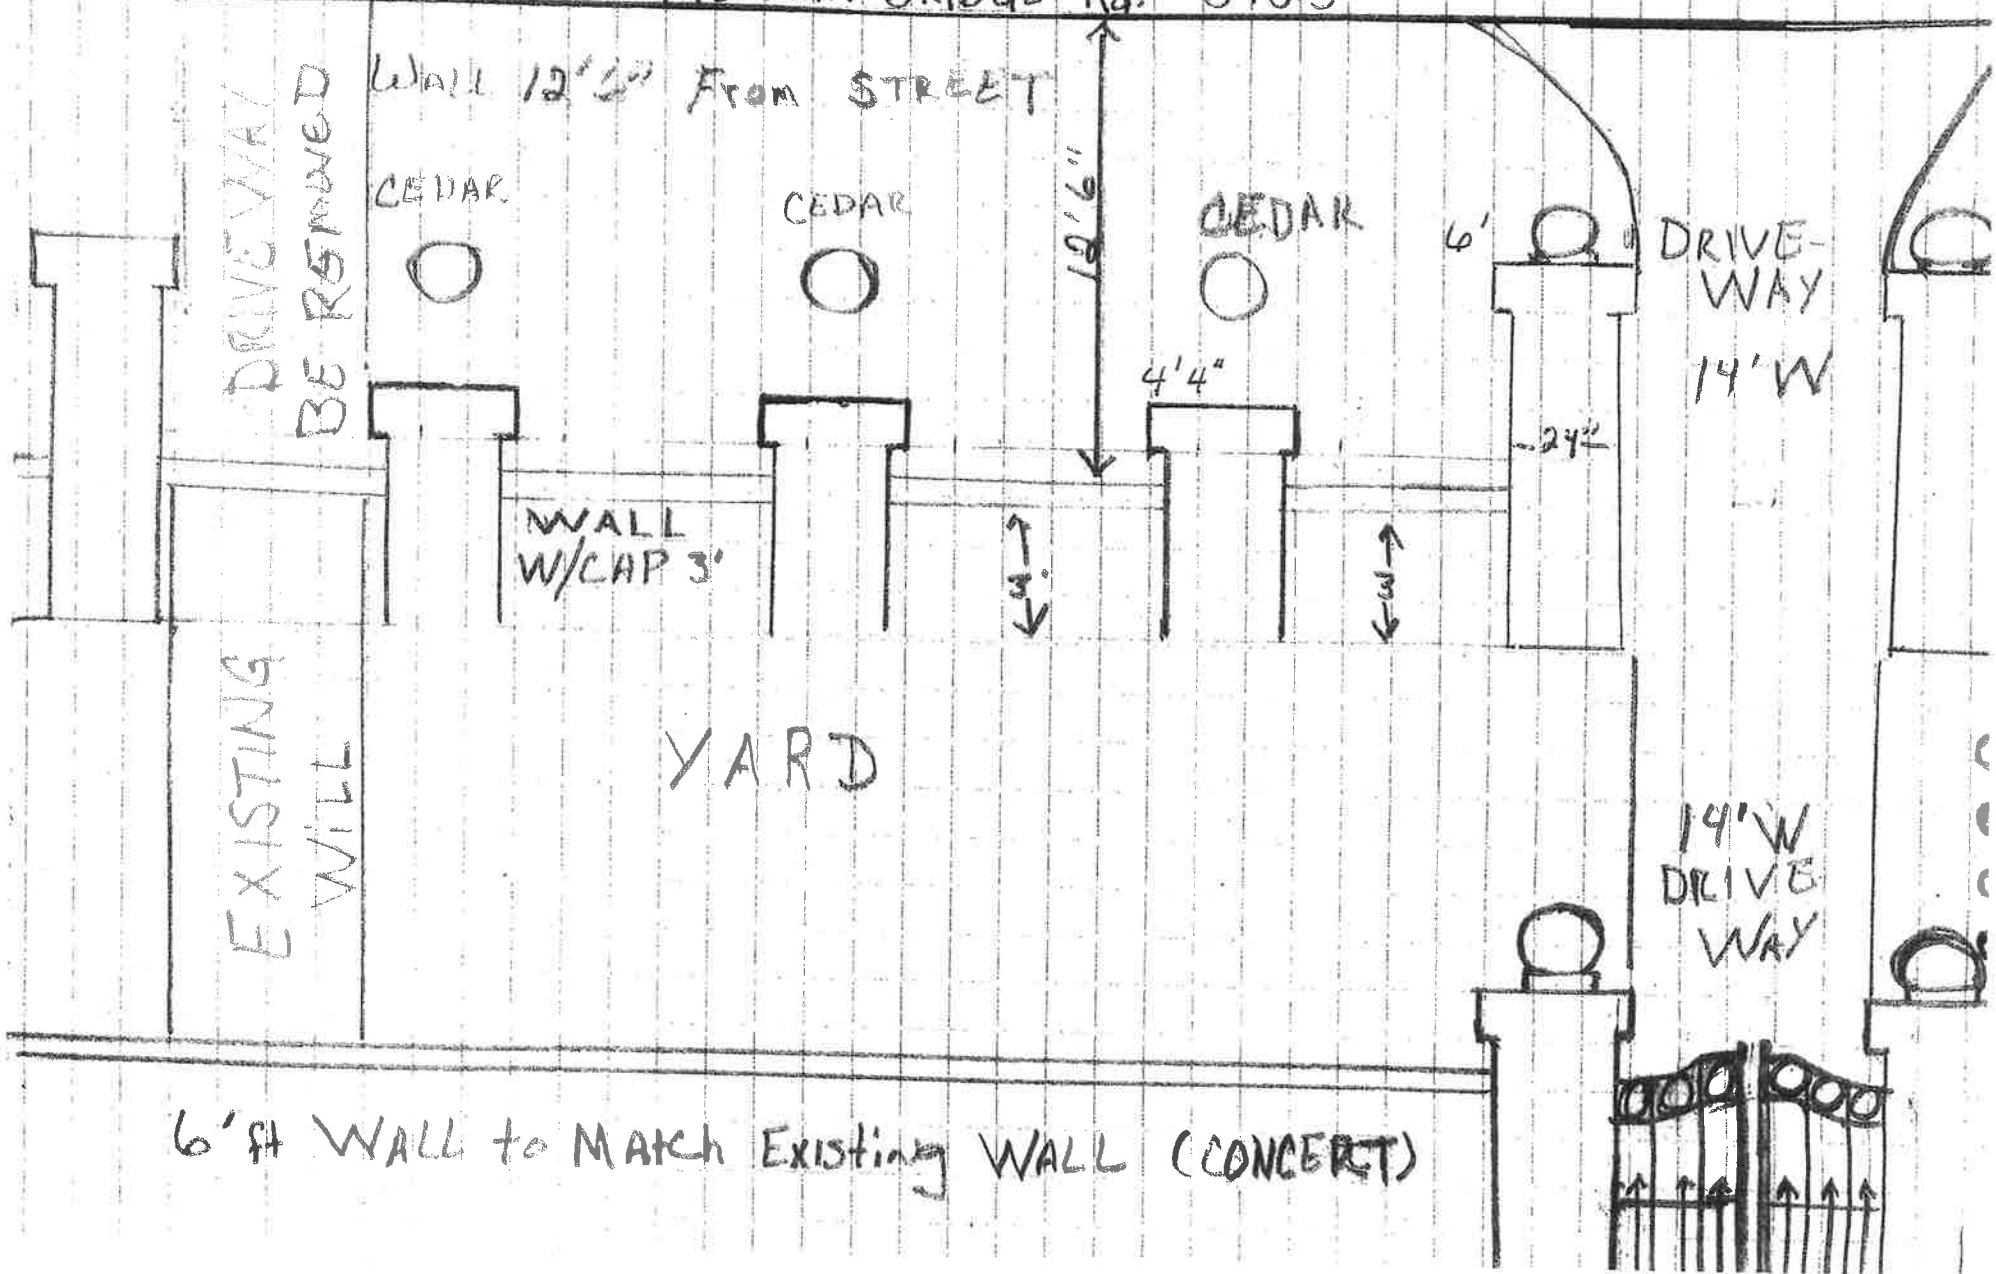 Rd.
WALL 12'6" From STREET
CEDAR
CEDAR
CEDAR
12'6"
6'
DRIVE-
WAY
14' W
4'4"
24"
WALL
W/CAP 3'
3'
3
EXISTING DRIVEWAY
WILL BE REMOVED
YARD
14' W
DRIVE
WAY
6' ft WALL to MAtch Existing WALL (CONCERT)